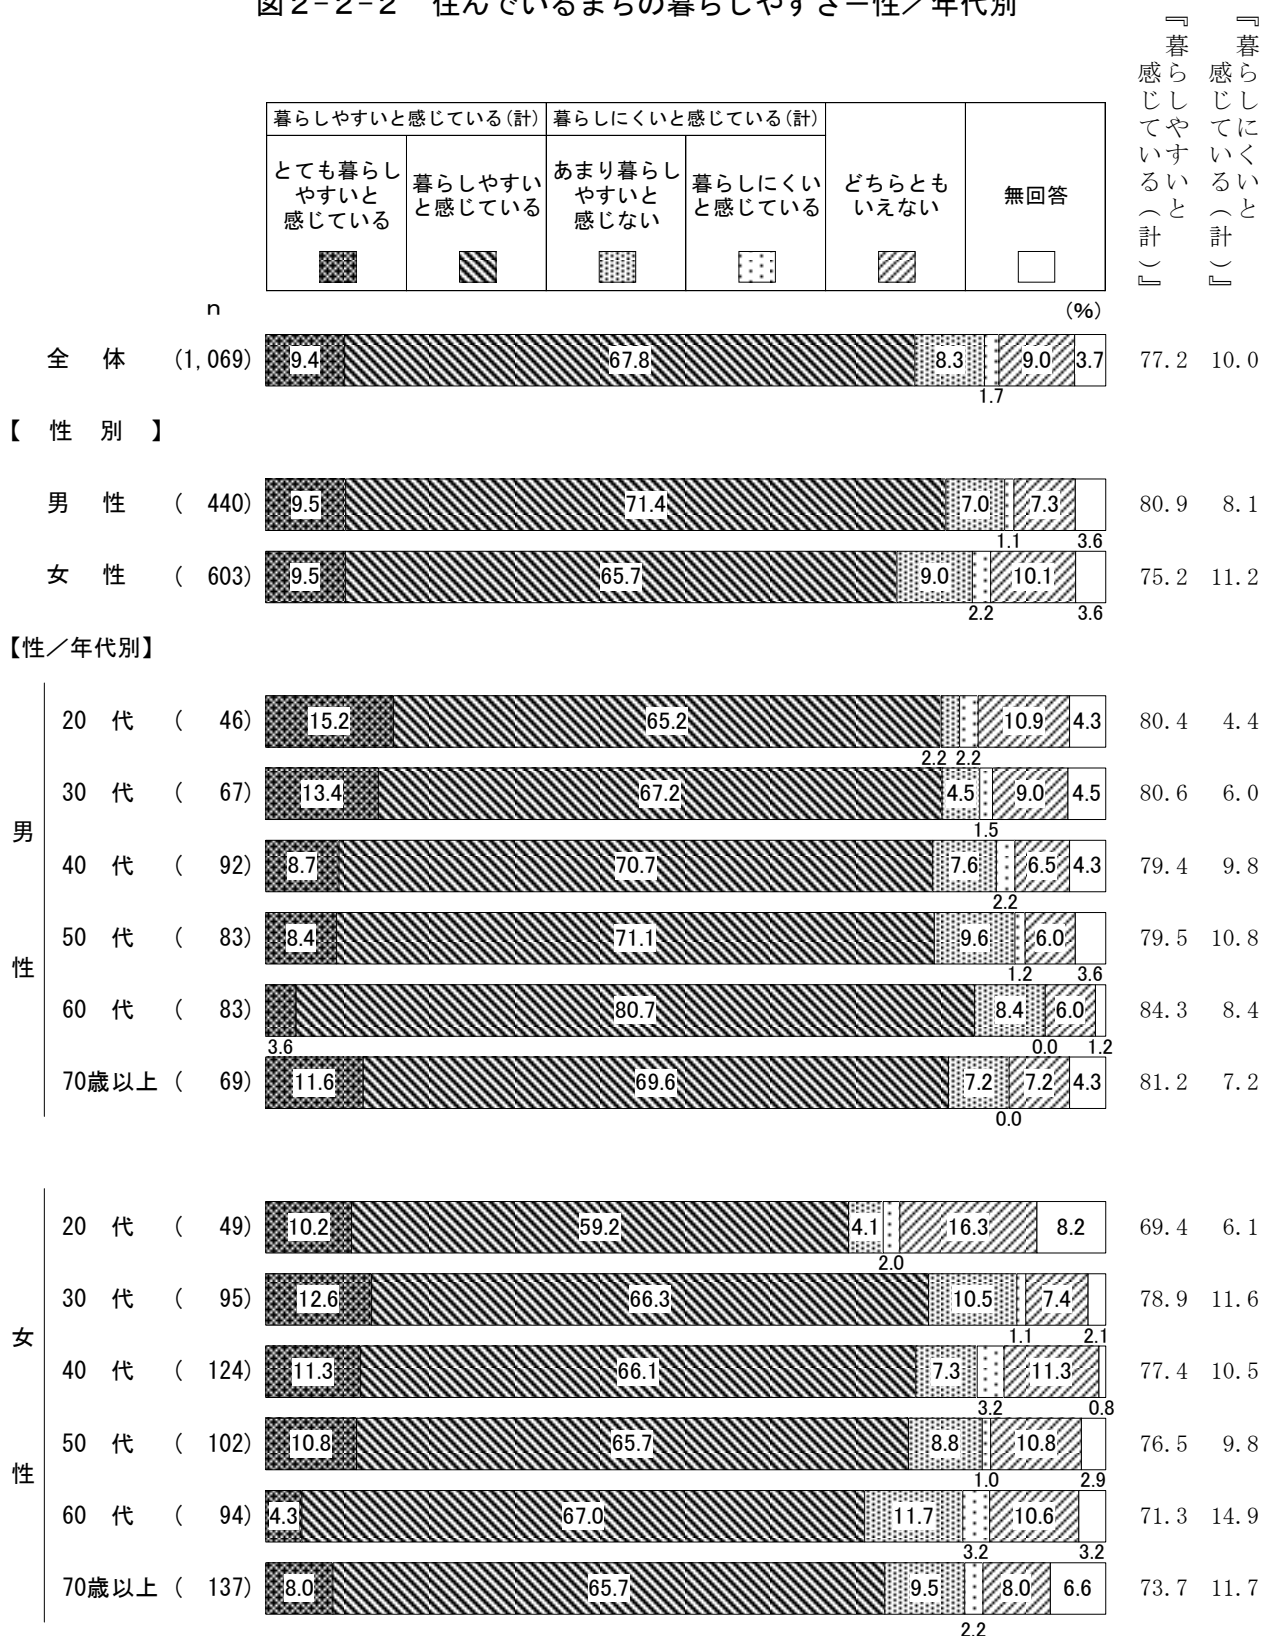 図２-２-２　住んでいるまちの暮らしやすさ－性／年代別
『暮らしやすいと
感じている（計）』
『暮らしにくいと
感じている（計）』
暮らしやすいと感じている(計) 暮らしにくいと感じている(計)
とても暮らし
やすいと
感じている
暮らしやすい
と感じている
あまり暮らし
やすいと
感じない
暮らしにくい
と感じている
どちらとも
いえない
無回答
n (%)
全 体 (1,069) 9.4 67.8 8.3 9.0 3.7 77.2 10.0
1.7
【 性 別 】
男 性 ( 440) 9.5 71.4 7.0 7.3 80.9 8.1
1.1 3.6
女 性 ( 603) 9.5 65.7 9.0 10.1 75.2 11.2
2.2 3.6
【性／年代別】
男 性
20 代 ( 46) 15.2 65.2 10.9 4.3 80.4 4.4
2.2 2.2
30 代 ( 67) 13.4 67.2 4.5 9.0 4.5 80.6 6.0
1.5
40 代 ( 92) 8.7 70.7 7.6 6.5 4.3 79.4 9.8
2.2
50 代 ( 83) 8.4 71.1 9.6 6.0 79.5 10.8
1.2 3.6
60 代 ( 83) 80.7 8.4 6.0 84.3 8.4
3.6 0.0 1.2
70歳以上 ( 69) 11.6 69.6 7.2 7.2 4.3 81.2 7.2
0.0
女 性
20 代 ( 49) 10.2 59.2 4.1 16.3 8.2 69.4 6.1
2.0
30 代 ( 95) 12.6 66.3 10.5 7.4 78.9 11.6
1.1 2.1
40 代 ( 124) 11.3 66.1 7.3 11.3 77.4 10.5
3.2 0.8
50 代 ( 102) 10.8 65.7 8.8 10.8 76.5 9.8
1.0 2.9
60 代 ( 94) 4.3 67.0 11.7 10.6 71.3 14.9
3.2 3.2
70歳以上 ( 137) 8.0 65.7 9.5 8.0 6.6 73.7 11.7
2.2